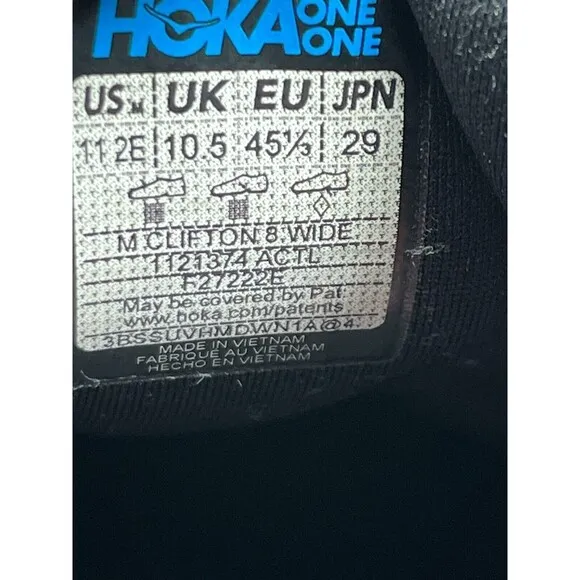 HOKA ONE ONE
US M UK EU JPN
11 2E 10.5 45⅓ 29
M CLIFTON 8 WIDE
1121374 ACTL
F27222E
May be covered by Pat
www.hoka.com/patents
3BSSUVHMDWN1A@4
MADE IN VIETNAM
FABRIQUÉ AU VIETNAM
HECHO EN VIETNAM